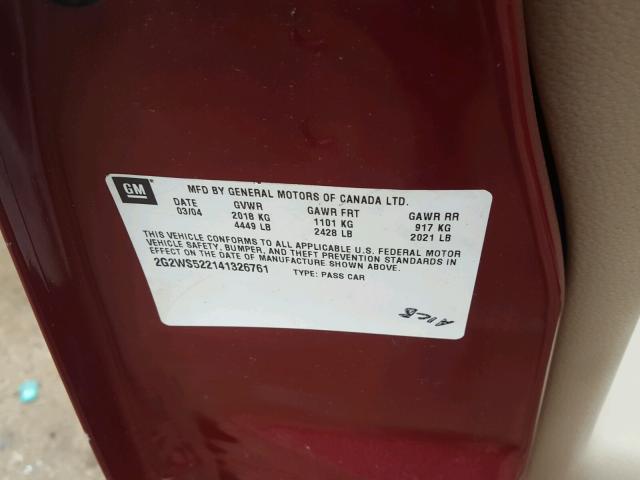 GM
MFD BY GENERAL MOTORS OF CANADA LTD.
DATE GVWR GAWR FRT GAWR RR
03/04 2018 KG 1101 KG 917 KG
4449 LB 2428 LB 2021 LB
THIS VEHICLE CONFORMS TO ALL APPLICABLE U.S. FEDERAL MOTOR
VEHICLE SAFETY, BUMPER, AND THEFT PREVENTION STANDARDS IN
EFFECT ON THE DATE OF MANUFACTURE SHOWN ABOVE.
2G2WS522141326761 TYPE: PASS CAR